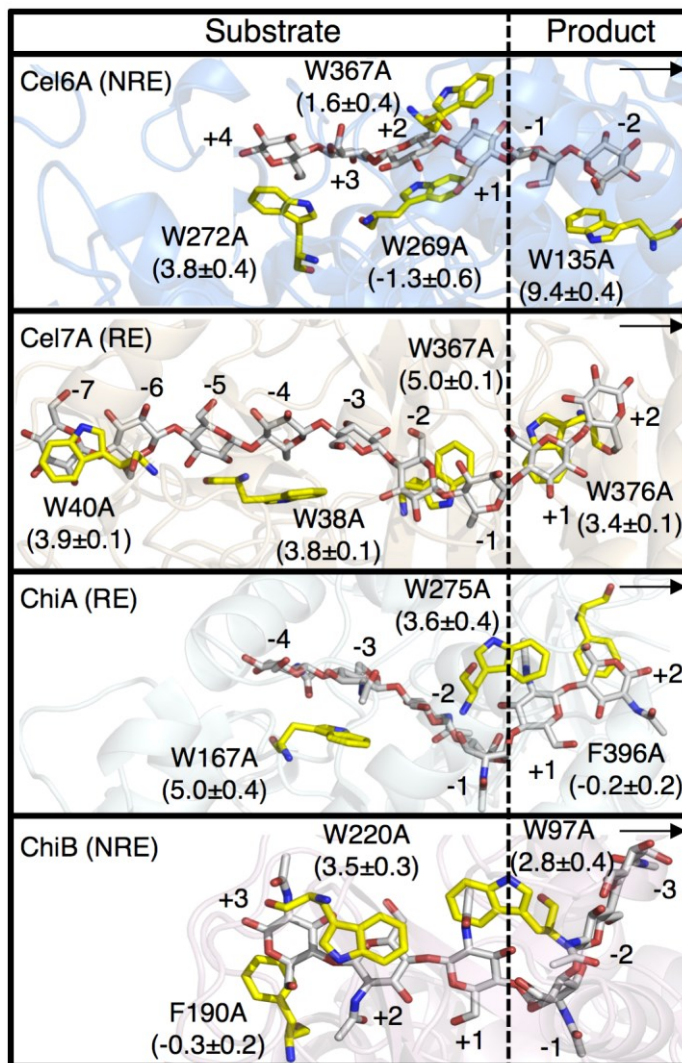 Substrate
Product
Cel6A (NRE)
W367A
(1.6±0.4)
+4
+3
+2
+1
-1
-2
W272A
(3.8±0.4)
W269A
(-1.3±0.6)
W135A
(9.4±0.4)
Cel7A (RE)
W367A
(5.0±0.1)
-7
-6
-5
-4
-3
-2
-1
+1
+2
W40A
(3.9±0.1)
W38A
(3.8±0.1)
W376A
(3.4±0.1)
ChiA (RE)
W275A
(3.6±0.4)
-4
-3
-2
-1
+1
+2
W167A
(5.0±0.4)
F396A
(-0.2±0.2)
ChiB (NRE)
W220A
(3.5±0.3)
W97A
(2.8±0.4)
+3
+2
+1
-1
-2
-3
F190A
(-0.3±0.2)